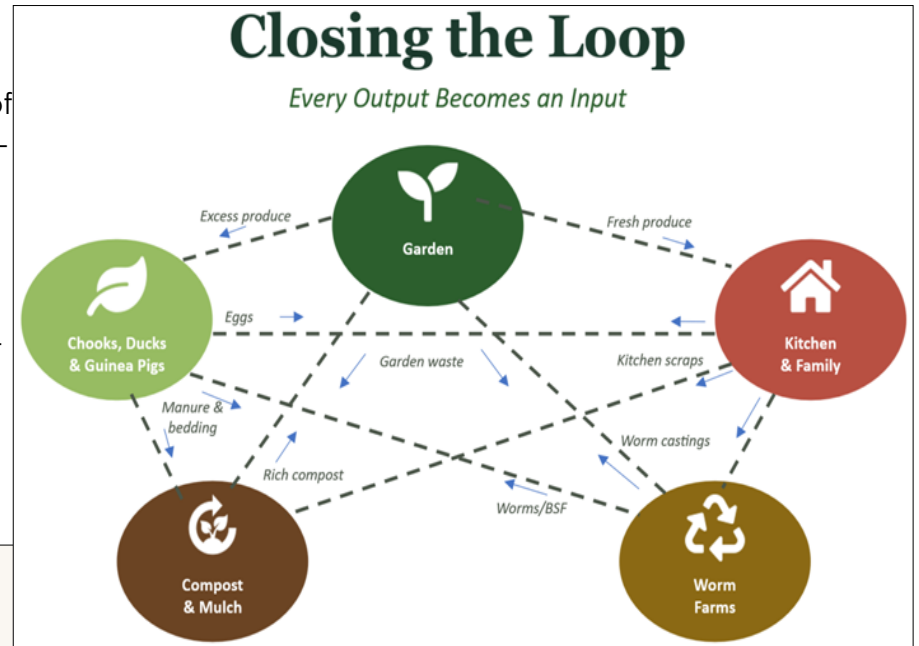 Closing the Loop
Every Output Becomes an Input
of
Excess produce
Fresh produce
Garden
Eggs
Chooks, Ducks
& Guinea Pigs
Garden waste
Kitchen scraps
Kitchen
& Family
Manure &
bedding
Rich compost
Worm castings
Worms/BSF
Compost
& Mulch
Worm
Farms